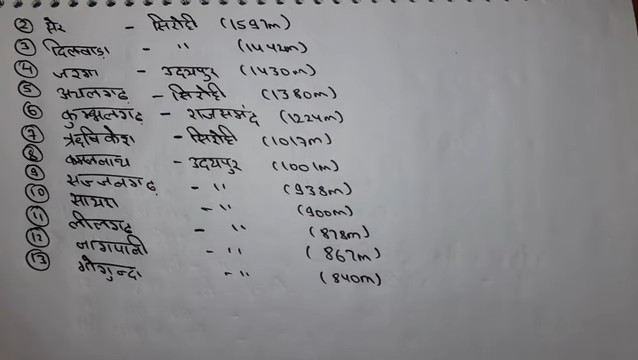 ② सेर - सिरोही (1597m)
③ दिलवाड़ा - " (1442m)
④ जरगा - उदयपुर (1430m)
⑤ अचलगढ़ - सिरोही (1380m)
⑥ कुम्भलगढ़ - राजसमंद (1224m)
⑦ ऋषिकेश - सिरोही (1017m)
⑧ कमलनाथ - उदयपुर (1001m)
⑨ सज्जनगढ़ - " (938m)
⑩ सायरा - " (900m)
⑪ लीलागढ़ - " (878m)
⑫ नागपानी - " (867m)
⑬ गोगुन्दा - " (840m)